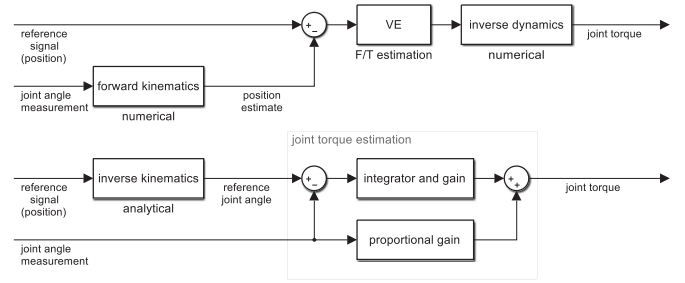 reference
signal
(position)
+
−
VE
F/T estimation
inverse dynamics
numerical
joint torque
joint angle
measurement
forward kinematics
numerical
position
estimate
joint torque estimation
reference
signal
(position)
inverse kinematics
analytical
reference
joint angle
+
−
integrator and gain
+
+
joint torque
joint angle
measurement
proportional gain